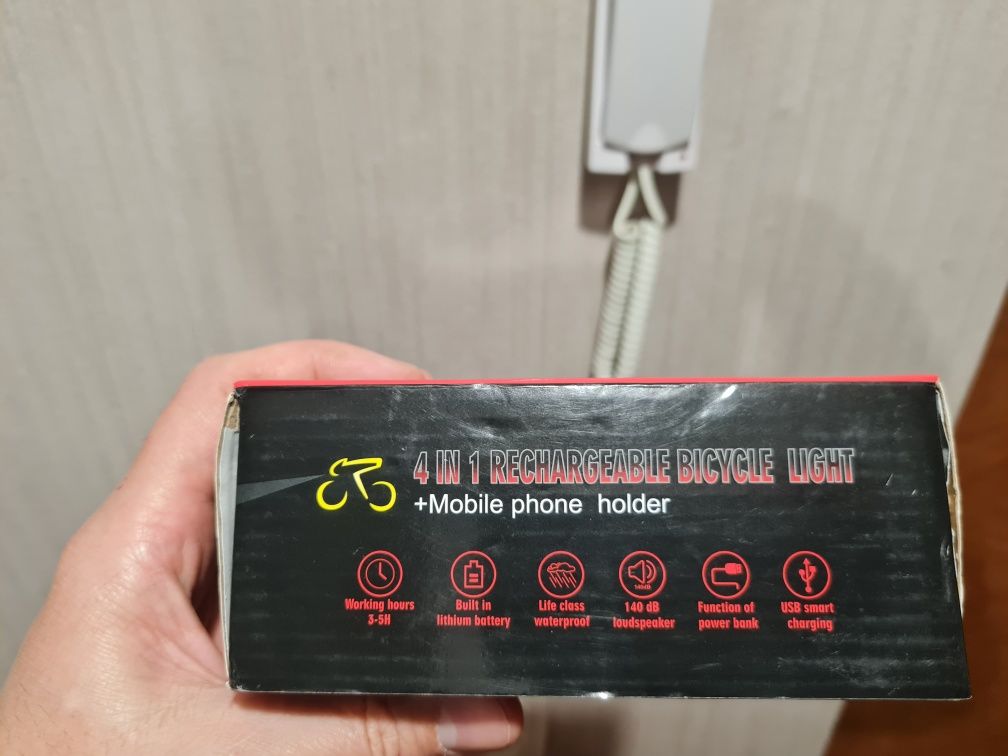 4 IN 1 RECHARGEABLE BICYCLE LIGHT
+Mobile phone holder
140dB
Working hours
3-5H
Built in
lithium battery
Life class
waterproof
140 dB
loudspeaker
Function of
power bank
USB smart
charging